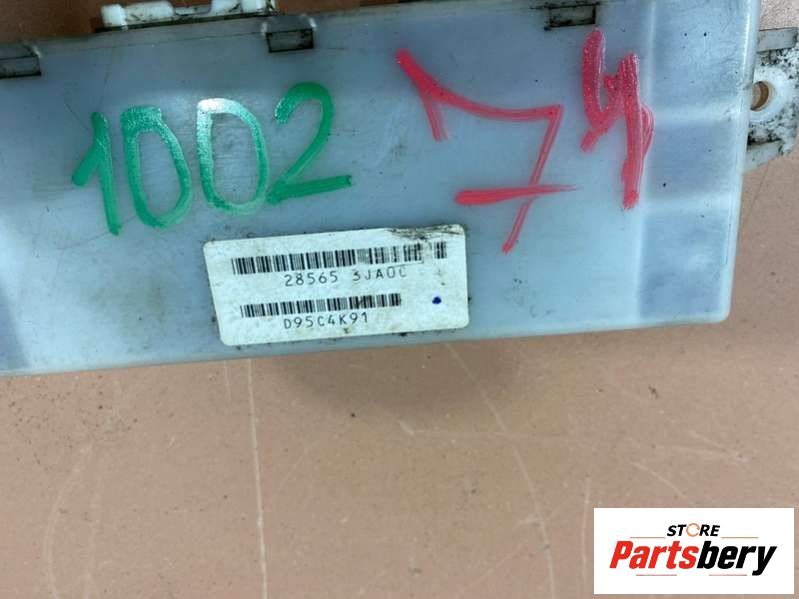 1002
74
28565 3JA0C
D95C4K91
STORE
Partsbery